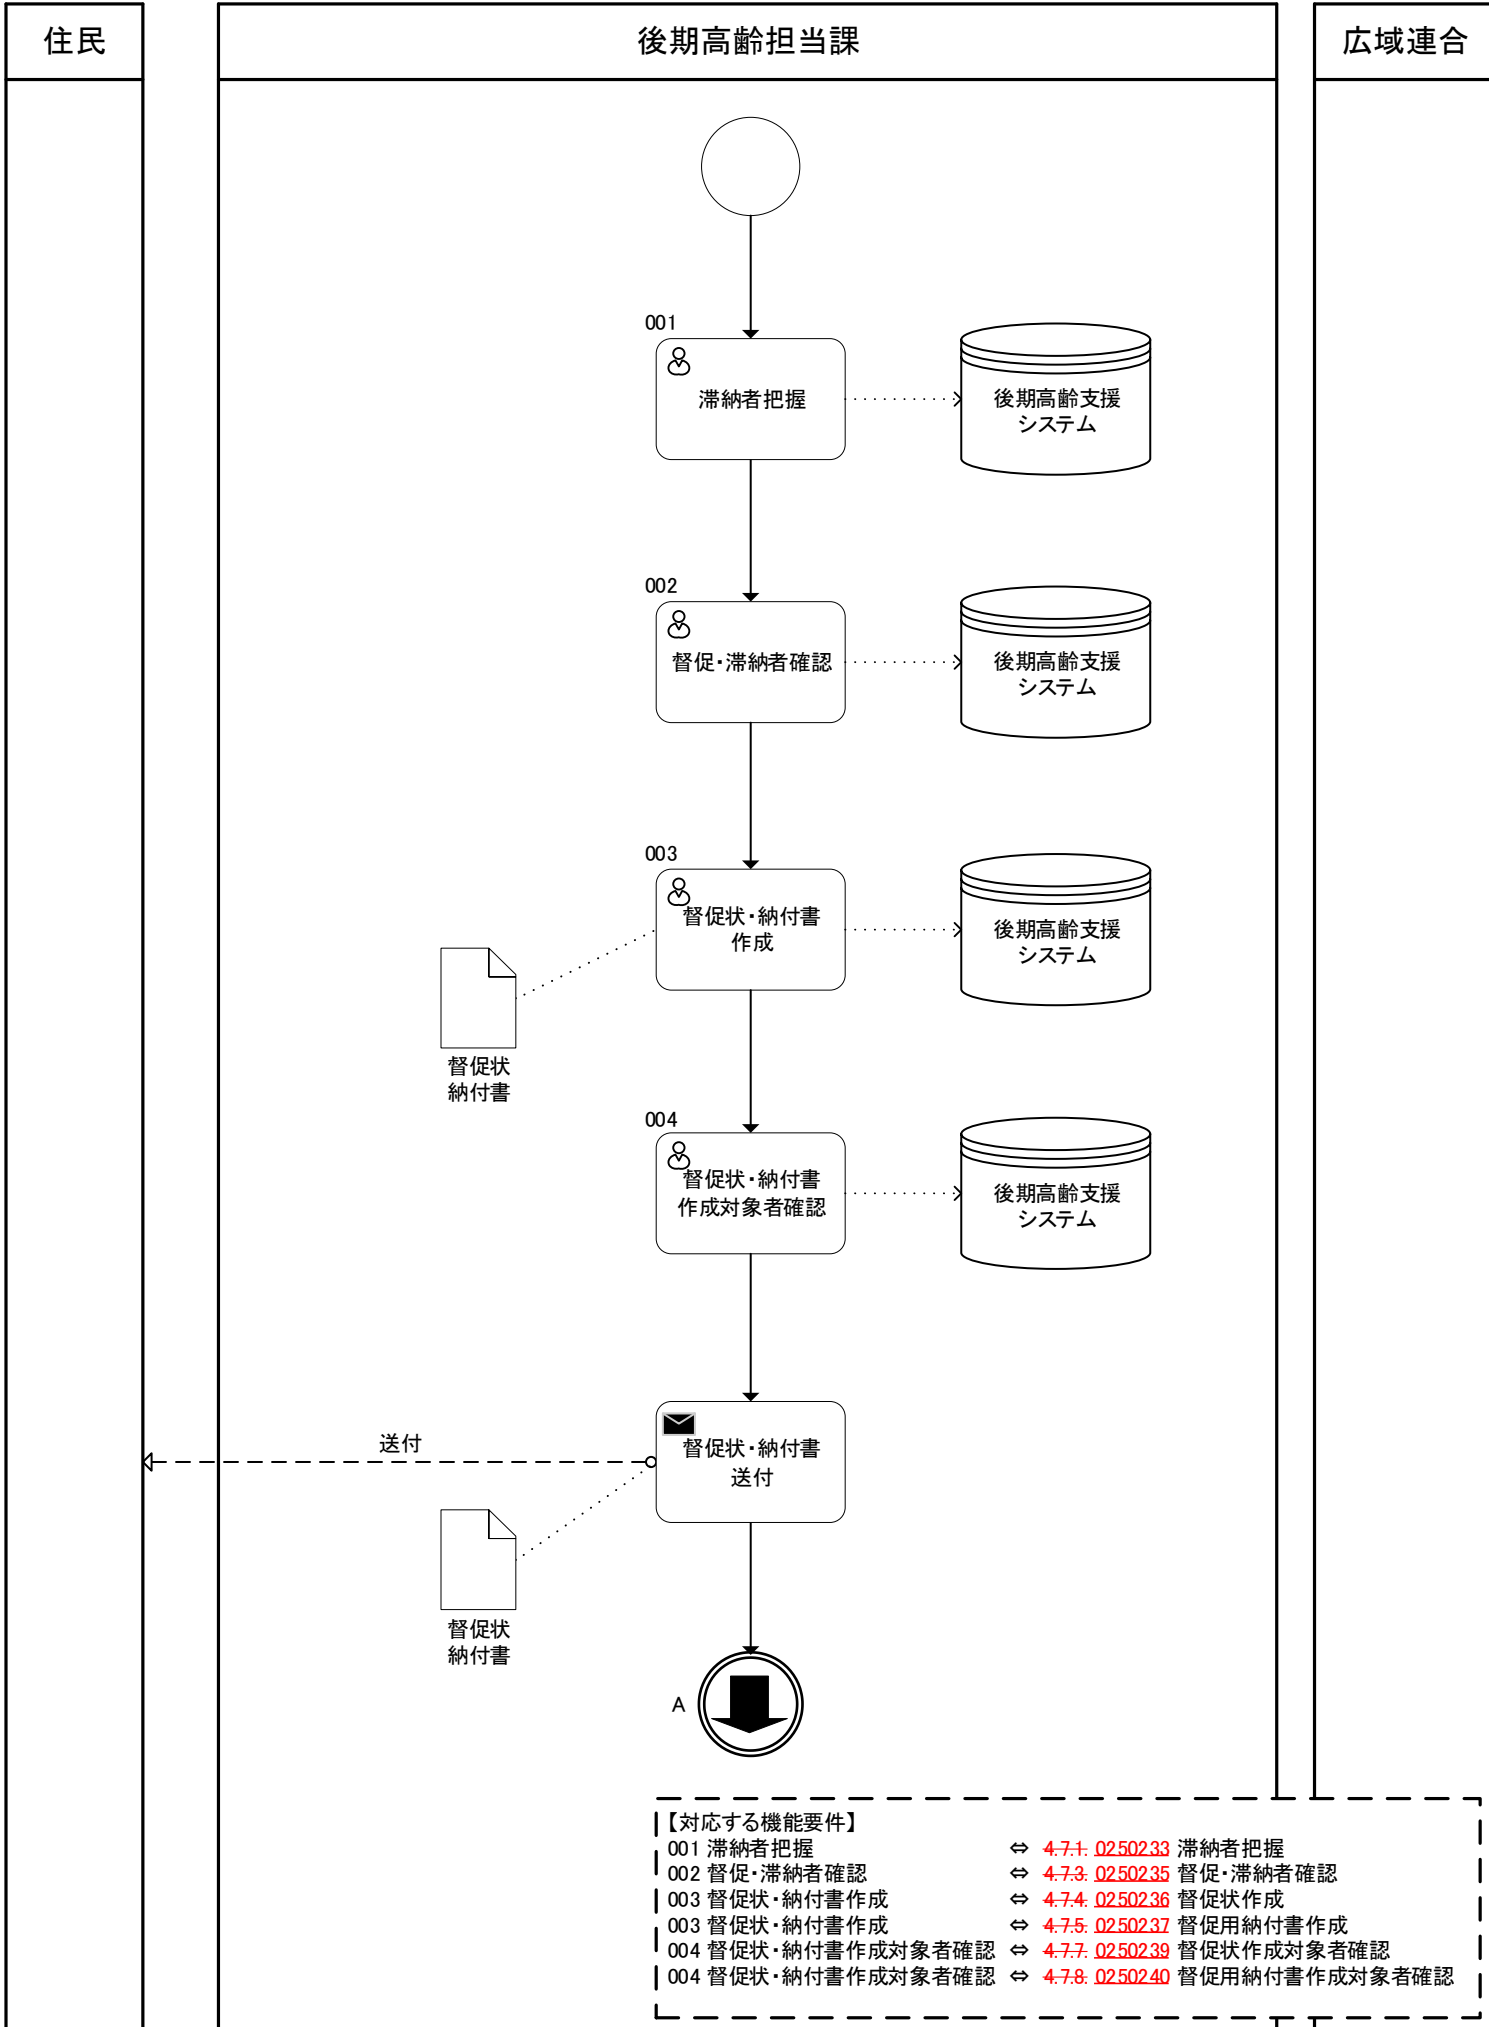 住民
後期高齢担当課
広域連合
001
滞納者把握
後期高齢支援
システム
002
督促・滞納者確認
後期高齢支援
システム
003
督促状・納付書
作成
後期高齢支援
システム
督促状
納付書
004
督促状・納付書
作成対象者確認
後期高齢支援
システム
送付
督促状・納付書
送付
督促状
納付書
A
【対応する機能要件】
001 滞納者把握 ⇔ 4.7.1. 0250233 滞納者把握
002 督促・滞納者確認 ⇔ 4.7.3. 0250235 督促・滞納者確認
003 督促状・納付書作成 ⇔ 4.7.4. 0250236 督促状作成
003 督促状・納付書作成 ⇔ 4.7.5. 0250237 督促用納付書作成
004 督促状・納付書作成対象者確認 ⇔ 4.7.7. 0250239 督促状作成対象者確認
004 督促状・納付書作成対象者確認 ⇔ 4.7.8. 0250240 督促用納付書作成対象者確認